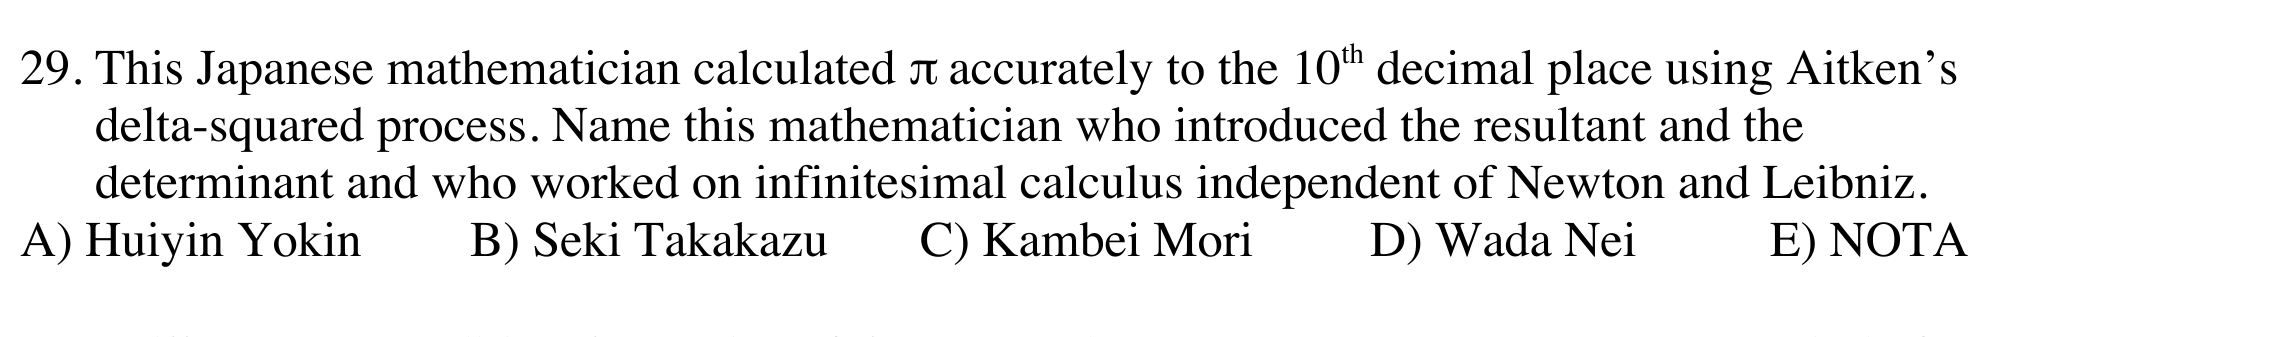 29. This Japanese mathematician calculated π accurately to the 10th decimal place using Aitken’s
delta-squared process. Name this mathematician who introduced the resultant and the
determinant and who worked on infinitesimal calculus independent of Newton and Leibniz.
A) Huiyin Yokin B) Seki Takakazu C) Kambei Mori D) Wada Nei E) NOTA